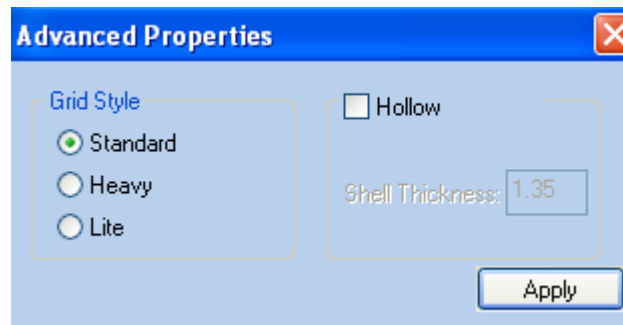 Advanced Properties
Grid Style
Standard
Heavy
Lite
Hollow
Shell Thickness: 1.35
Apply